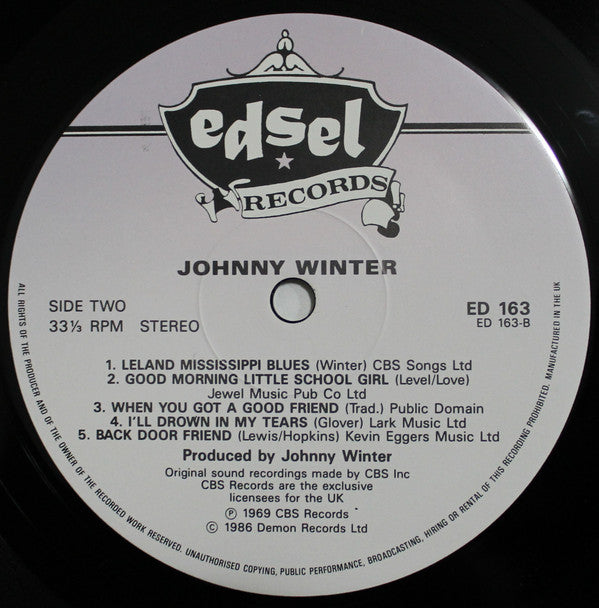 edsel
RECORDS
JOHNNY WINTER
SIDE TWO
33⅓ RPM STEREO
ED 163
ED 163-B
1. LELAND MISSISSIPPI BLUES (Winter) CBS Songs Ltd
2. GOOD MORNING LITTLE SCHOOL GIRL (Level/Love)
Jewel Music Pub Co Ltd
3. WHEN YOU GOT A GOOD FRIEND (Trad.) Public Domain
4. I'LL DROWN IN MY TEARS (Glover) Lark Music Ltd
5. BACK DOOR FRIEND (Lewis/Hopkins) Kevin Eggers Music Ltd
Produced by Johnny Winter
Original sound recordings made by CBS Inc
CBS Records are the exclusive
licensees for the UK
℗ 1969 CBS Records
© 1986 Demon Records Ltd
ALL RIGHTS OF THE PRODUCER AND OF THE OWNER OF THE RECORDED WORK RESERVED. UNAUTHORISED COPYING, PUBLIC PERFORMANCE, BROADCASTING, HIRING OR RENTAL OF THIS RECORDING PROHIBITED. MANUFACTURED IN THE UK